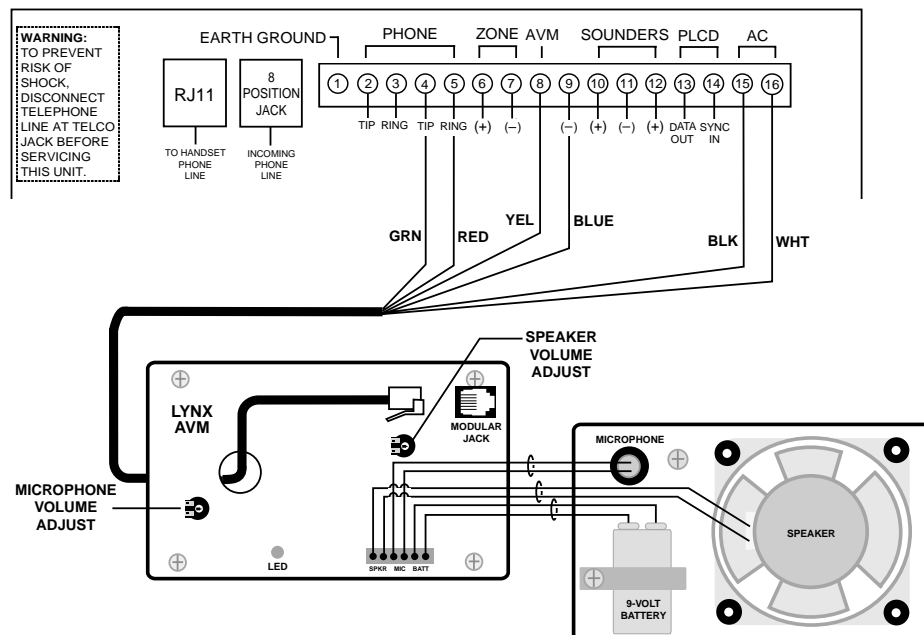 WARNING:
TO PREVENT
RISK OF
SHOCK,
DISCONNECT
TELEPHONE
LINE AT TELCO
JACK BEFORE
SERVICING
THIS UNIT.
RJ11
TO HANDSET
PHONE
LINE
8
POSITION
JACK
INCOMING
PHONE
LINE
EARTH GROUND PHONE ZONE AVM SOUNDERS PLCD AC
1 2 3 4 5 6 7 8 9 10 11 12 13 14 15 16
TIP RING TIP RING (+) (–) (–) (+) (–) (+) DATA OUT SYNC IN
GRN RED YEL BLUE BLK WHT
SPEAKER
VOLUME
ADJUST
LYNX
AVM
MODULAR
JACK
MICROPHONE
VOLUME
ADJUST
LED
SPKR MIC BATT
MICROPHONE
SPEAKER
9-VOLT
BATTERY